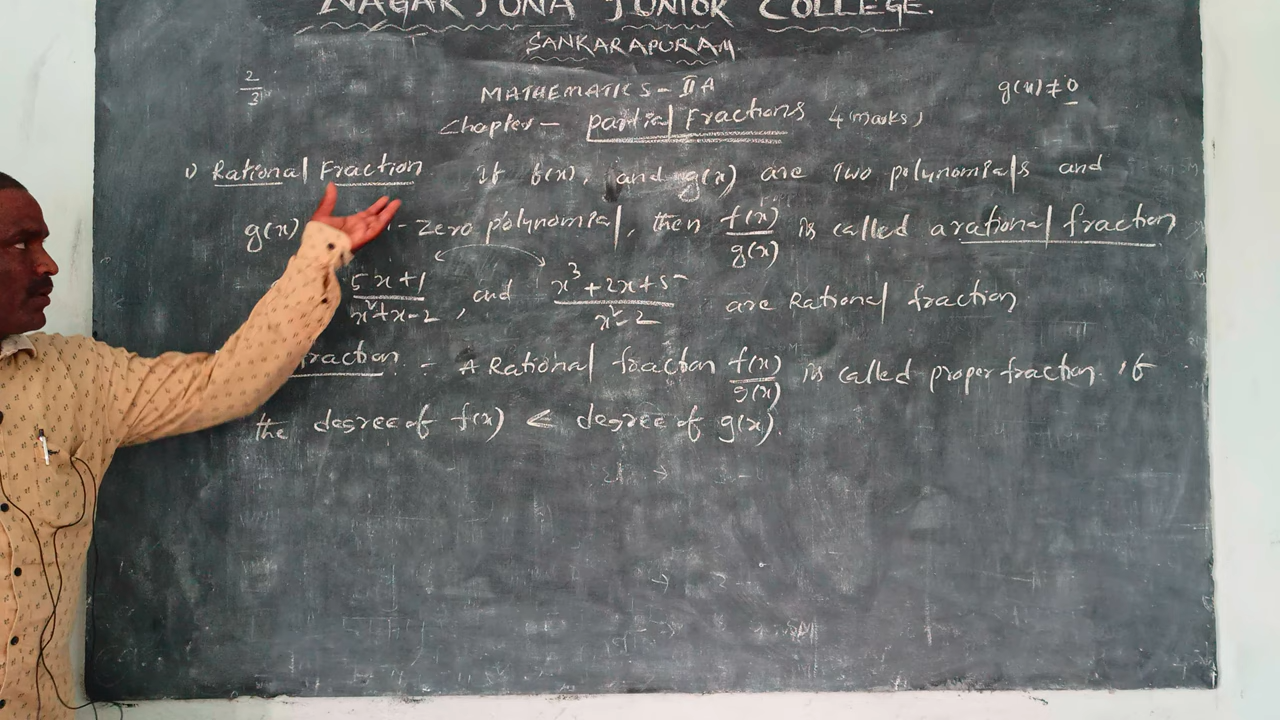 NAGARJUNA JUNIOR COLLEGE.
SANKARAPURAM
2/3
MATHEMATICS - II A
g(x) ≠ 0
Chapter - Partial Fractions 4 (marks)
1) Rational Fraction If f(x), and g(x) are Two polynomials and
g(x) - zero polynomial, then f(x)/g(x) is called a rational fraction
5x+1/x²+x-2, and x³+2x+5/x²-2 are Rational fraction
fraction :- A Rational fraction f(x)/g(x) is called proper fraction if
the degree of f(x) < degree of g(x).